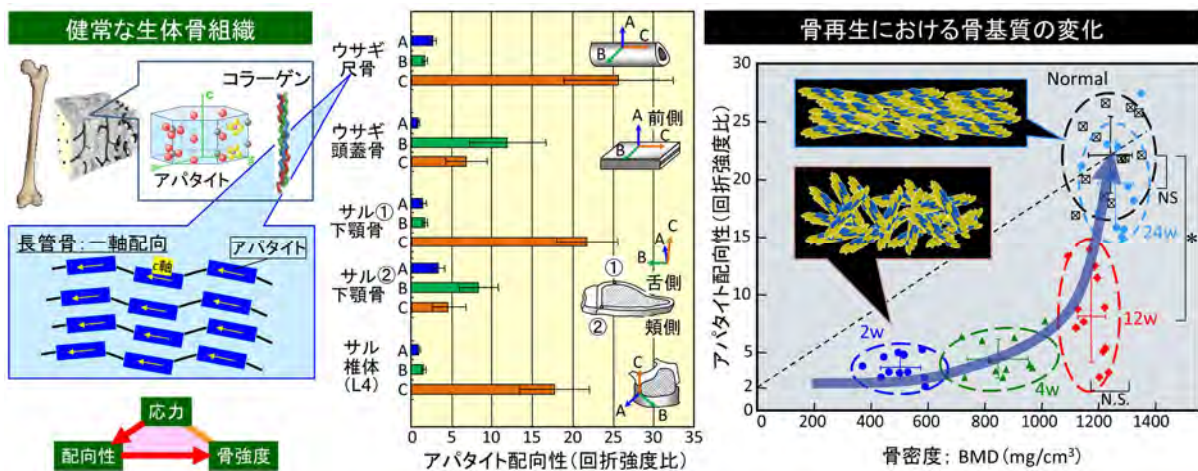 健常な生体骨組織
コラーゲン
c
アパタイト
長管骨:一軸配向
アパタイト
c軸
応力
配向性
骨強度
ウサギ
尺骨
A
B
C
A
B
C
ウサギ
頭蓋骨
A
B
C
A
前側
B
C
サル①
下顎骨
A
B
C
C
A
B
サル②
下顎骨
A
B
C
①
舌側
②
頬側
サル
椎体
(L4)
A
B
C
C
A
B
0 5 10 15 20 25 30 35
アパタイト配向性(回折強度比)
骨再生における骨基質の変化
アパタイト配向性(回折強度比)
30
25
20
15
10
5
2
0
Normal
NS
24w
*
12w
2w
4w
N.S.
0 200 400 600 800 1000 1200 1400
骨密度; BMD (mg/cm³)